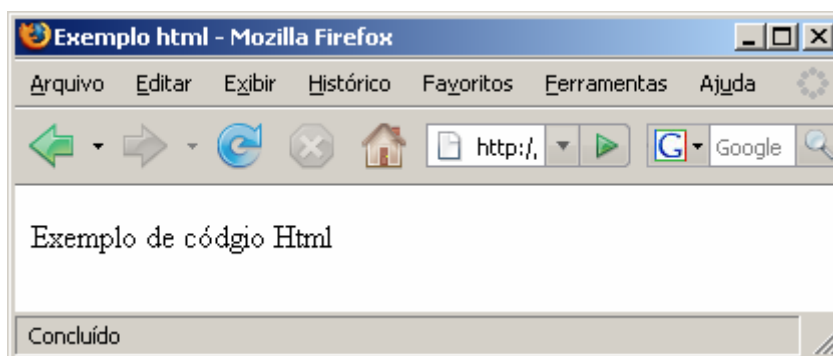 Exemplo html - Mozilla Firefox
Arquivo Editar Exibir Histórico Favoritos Ferramentas Ajuda
http:/, G Google
Exemplo de códgio Html
Concluído